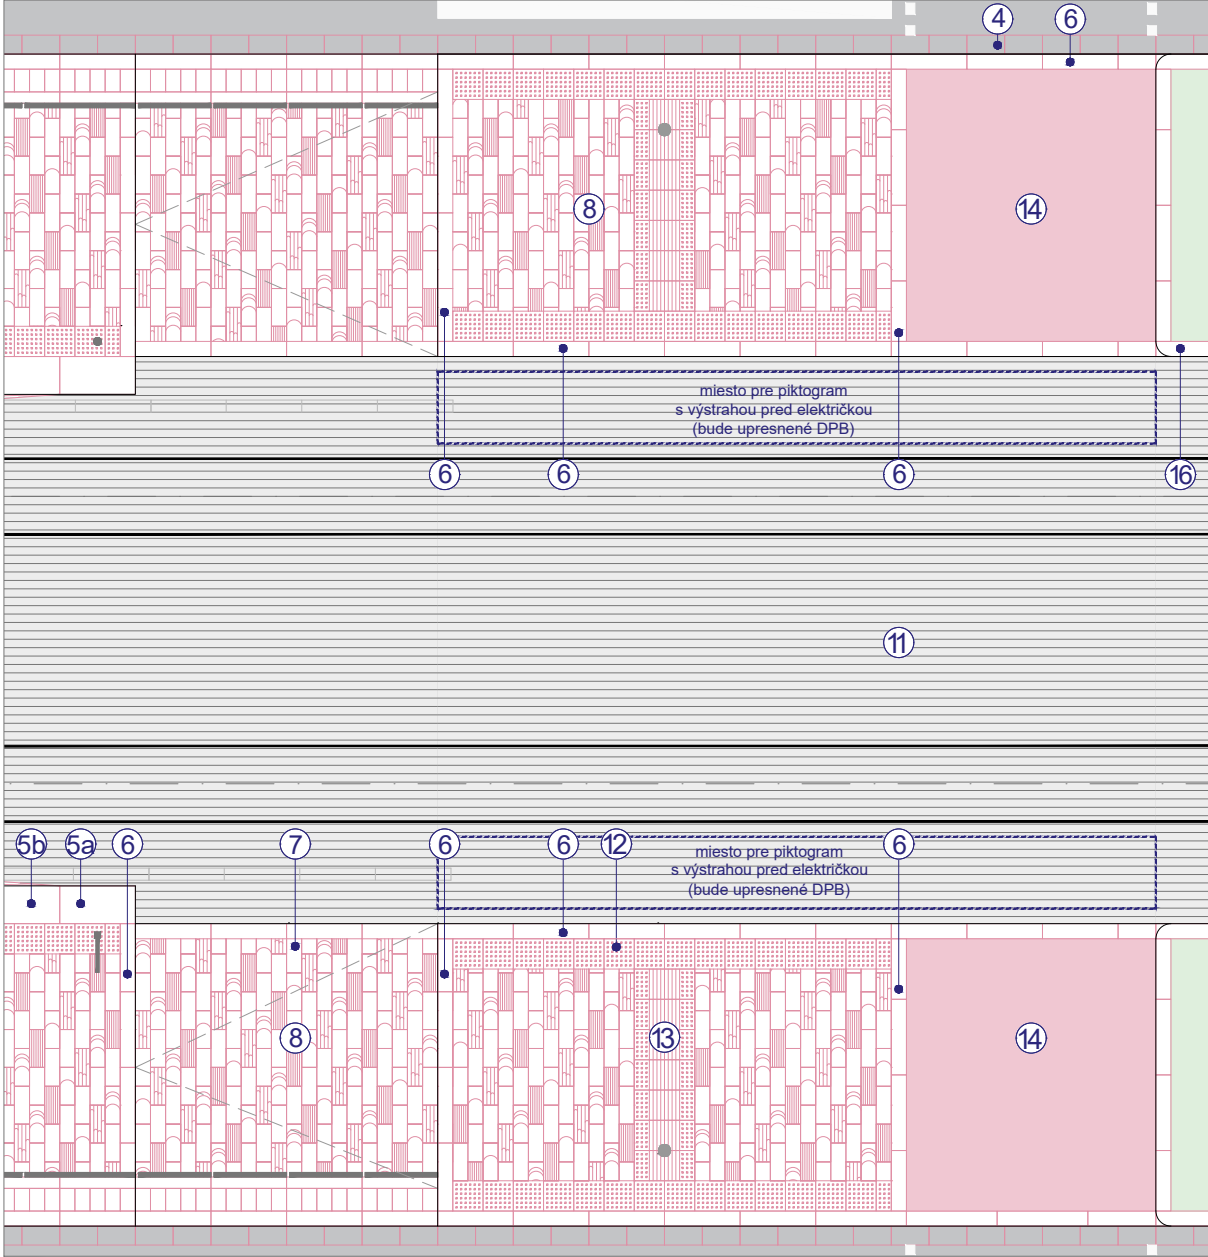 4 6
8
14
miesto pre piktogram
s výstrahou pred električkou
(bude upresnené DPB)
6 6 6 16
11
5b 5a 6 7 6 6 12 6
miesto pre piktogram
s výstrahou pred električkou
(bude upresnené DPB)
8 13 14